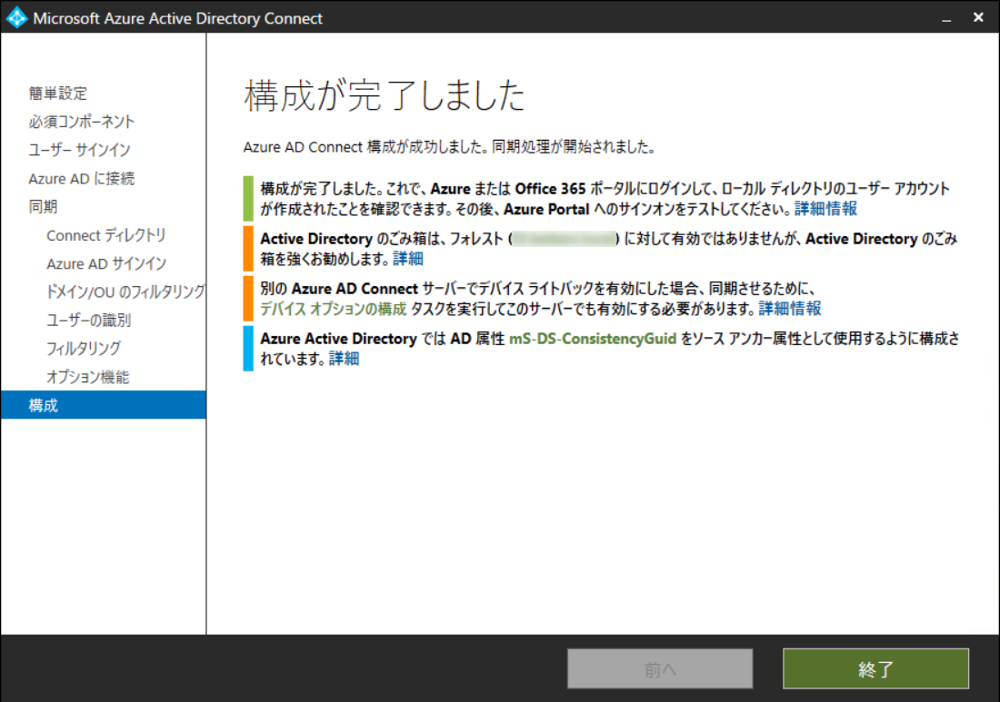 Microsoft Azure Active Directory Connect
簡単設定
必須コンポーネント
ユーザー サインイン
Azure AD に接続
同期
Connect ディレクトリ
Azure AD サインイン
ドメイン/OU のフィルタリング
ユーザーの識別
フィルタリング
オプション機能
構成
構成が完了しました
Azure AD Connect 構成が成功しました。同期処理が開始されました。
構成が完了しました。これで、Azure または Office 365 ポータルにログインして、ローカル ディレクトリのユーザー アカウント
が作成されたことを確認できます。その後、Azure Portal へのサインオンをテストしてください。詳細情報
Active Directory のごみ箱は、フォレスト () に対して有効ではありませんが、Active Directory のごみ
箱を強くお勧めします。詳細
別の Azure AD Connect サーバーでデバイス ライトバックを有効にした場合、同期させるために、
デバイス オプションの構成 タスクを実行してこのサーバーでも有効にする必要があります。詳細情報
Azure Active Directory では AD 属性 mS-DS-ConsistencyGuid をソース アンカー属性として使用するように構成さ
れています。詳細
前へ
終了